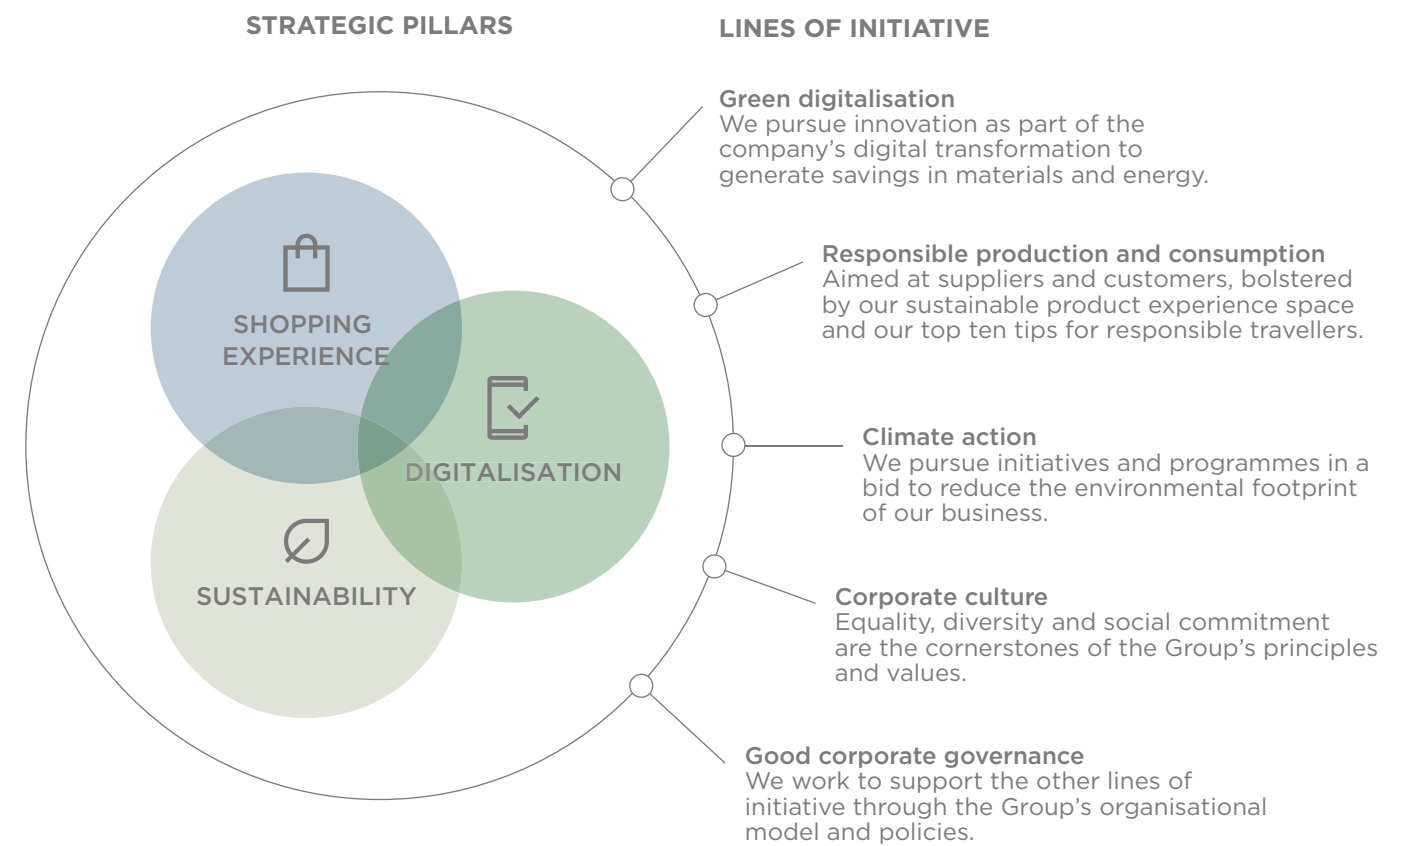 STRATEGIC PILLARS
LINES OF INITIATIVE
SHOPPING
EXPERIENCE
DIGITALISATION
SUSTAINABILITY
Green digitalisation
We pursue innovation as part of the
company’s digital transformation to
generate savings in materials and energy.
Responsible production and consumption
Aimed at suppliers and customers, bolstered
by our sustainable product experience space
and our top ten tips for responsible travellers.
Climate action
We pursue initiatives and programmes in a
bid to reduce the environmental footprint
of our business.
Corporate culture
Equality, diversity and social commitment
are the cornerstones of the Group’s principles
and values.
Good corporate governance
We work to support the other lines of
initiative through the Group’s organisational
model and policies.